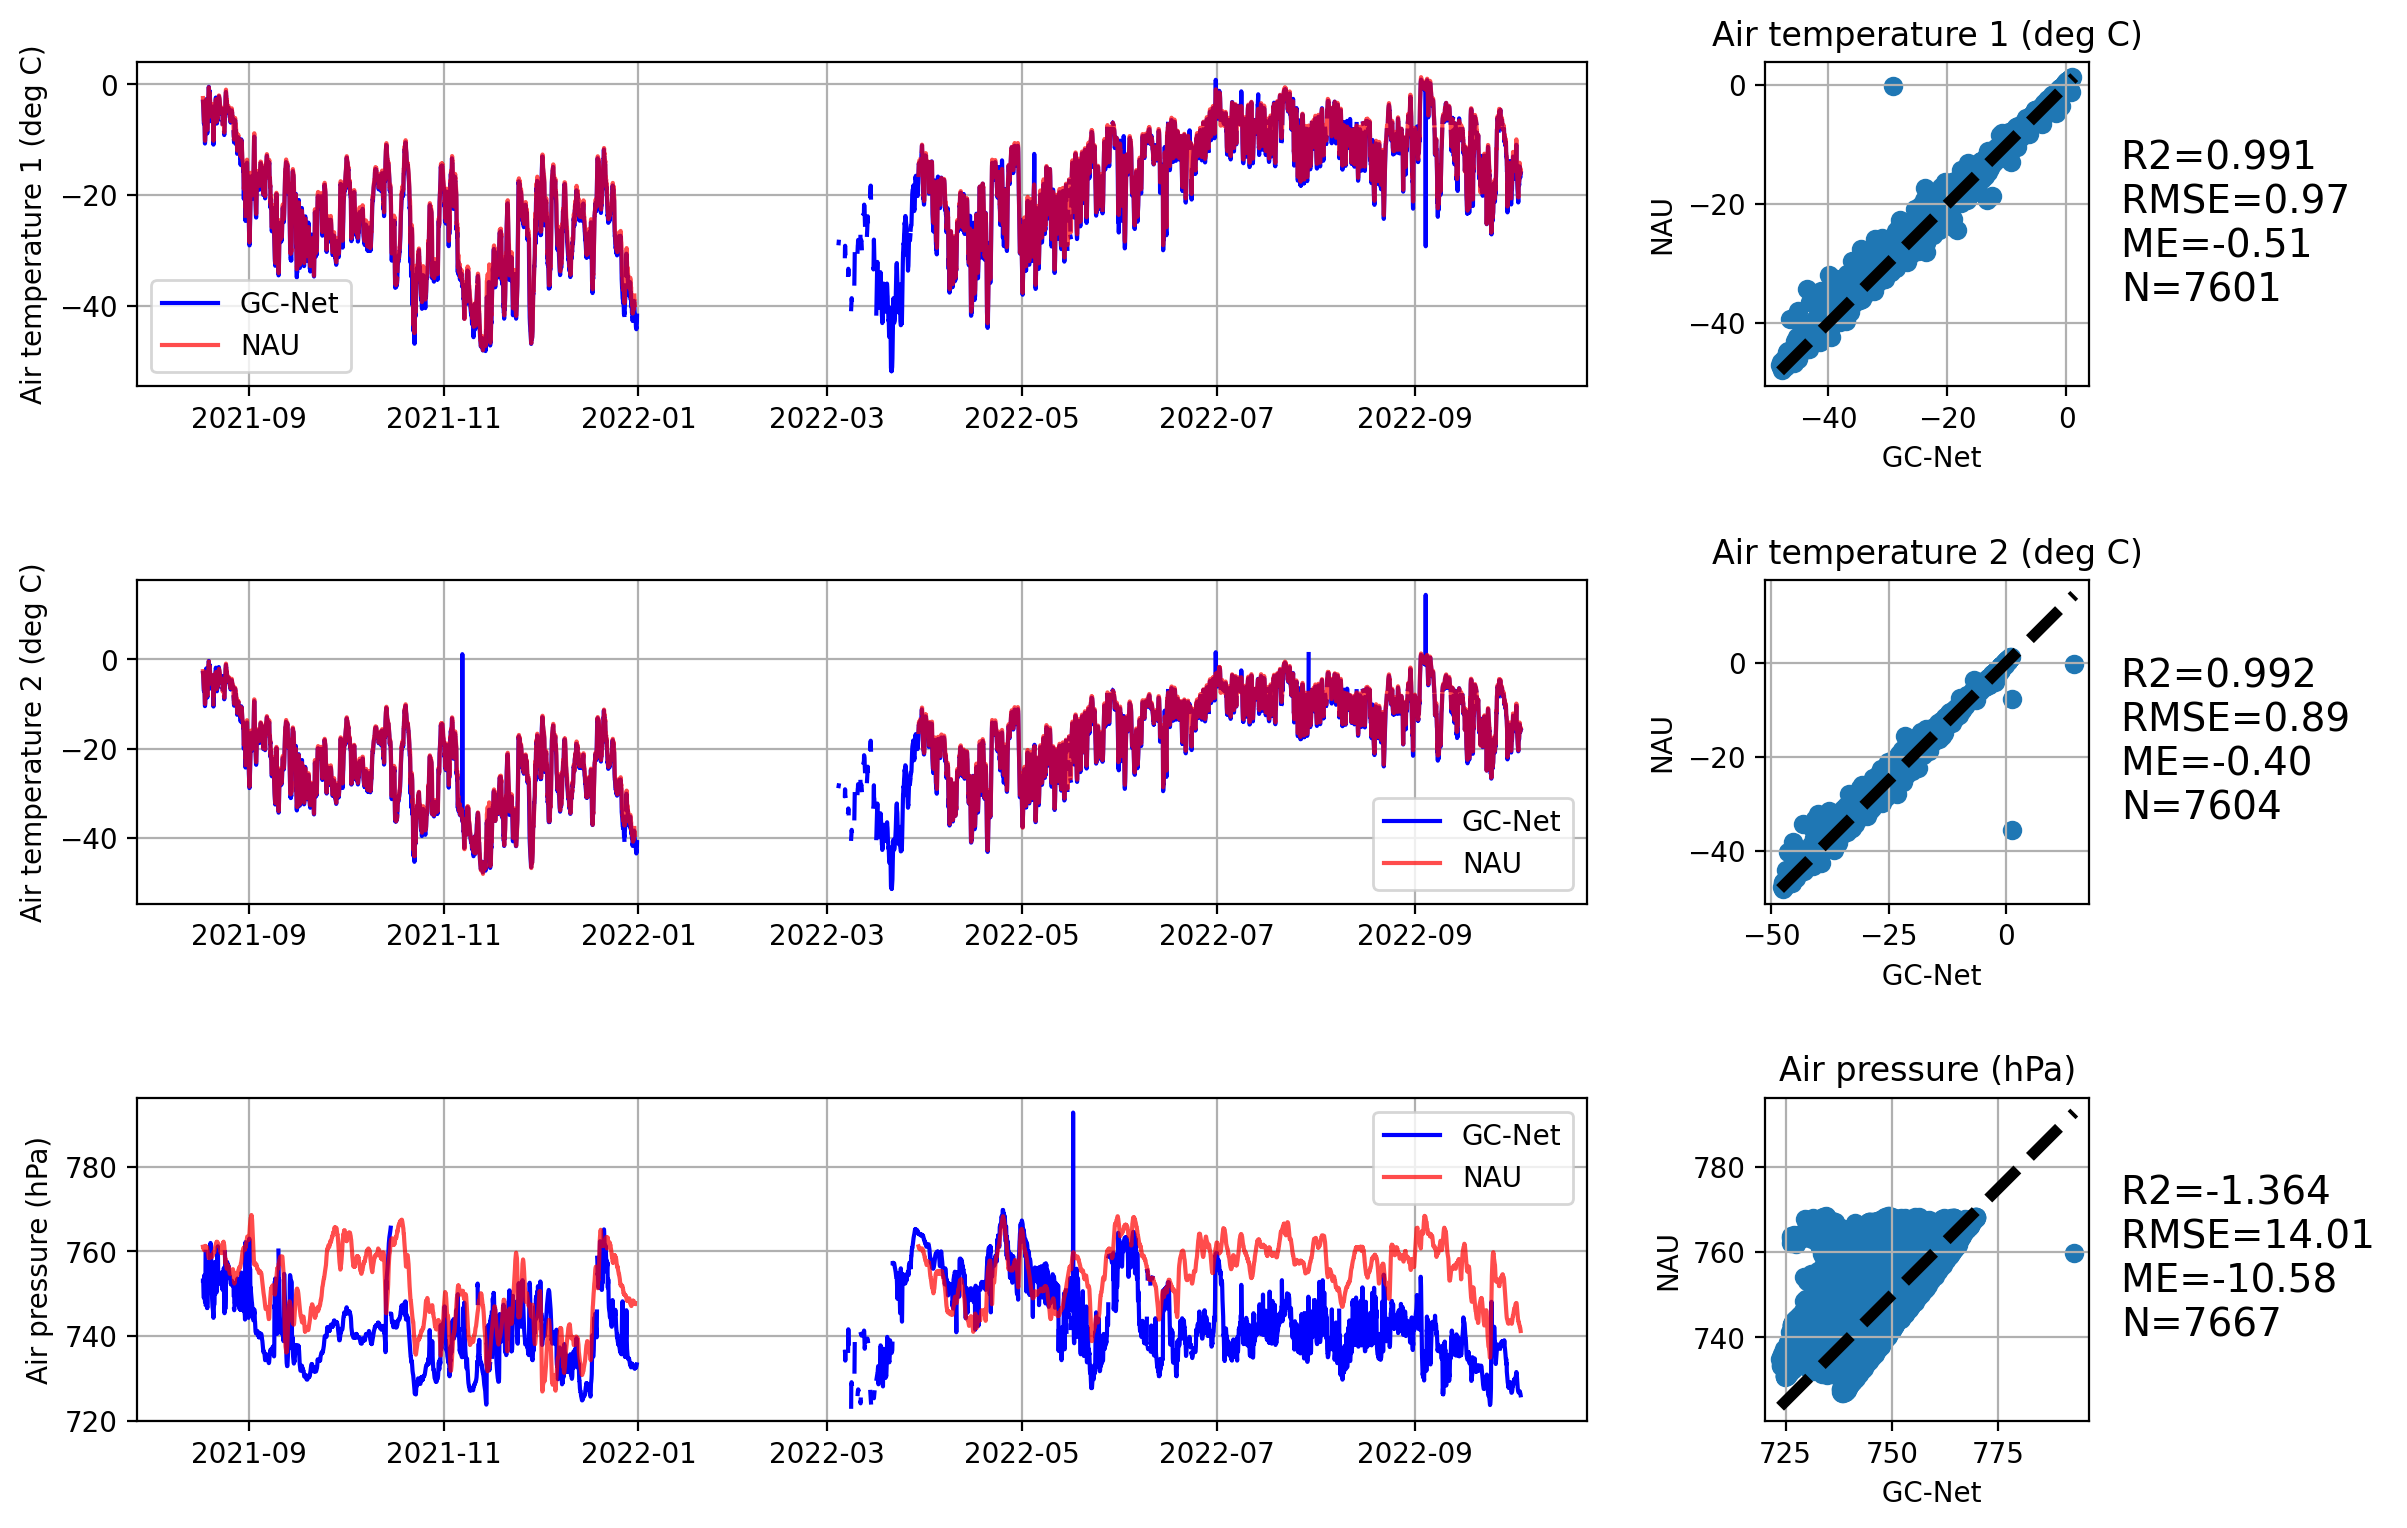 Air temperature 1 (deg C)
0
−20
−40
GC-Net
NAU
2021-09 2021-11 2022-01 2022-03 2022-05 2022-07 2022-09
Air temperature 1 (deg C)
NAU
0
−20
−40
−40 −20 0
GC-Net
R2=0.991
RMSE=0.97
ME=-0.51
N=7601
Air temperature 2 (deg C)
0
−20
−40
GC-Net
NAU
2021-09 2021-11 2022-01 2022-03 2022-05 2022-07 2022-09
Air temperature 2 (deg C)
NAU
0
−20
−40
−50 −25 0
GC-Net
R2=0.992
RMSE=0.89
ME=-0.40
N=7604
Air pressure (hPa)
780
760
740
720
GC-Net
NAU
2021-09 2021-11 2022-01 2022-03 2022-05 2022-07 2022-09
Air pressure (hPa)
NAU
780
760
740
725 750 775
GC-Net
R2=-1.364
RMSE=14.01
ME=-10.58
N=7667